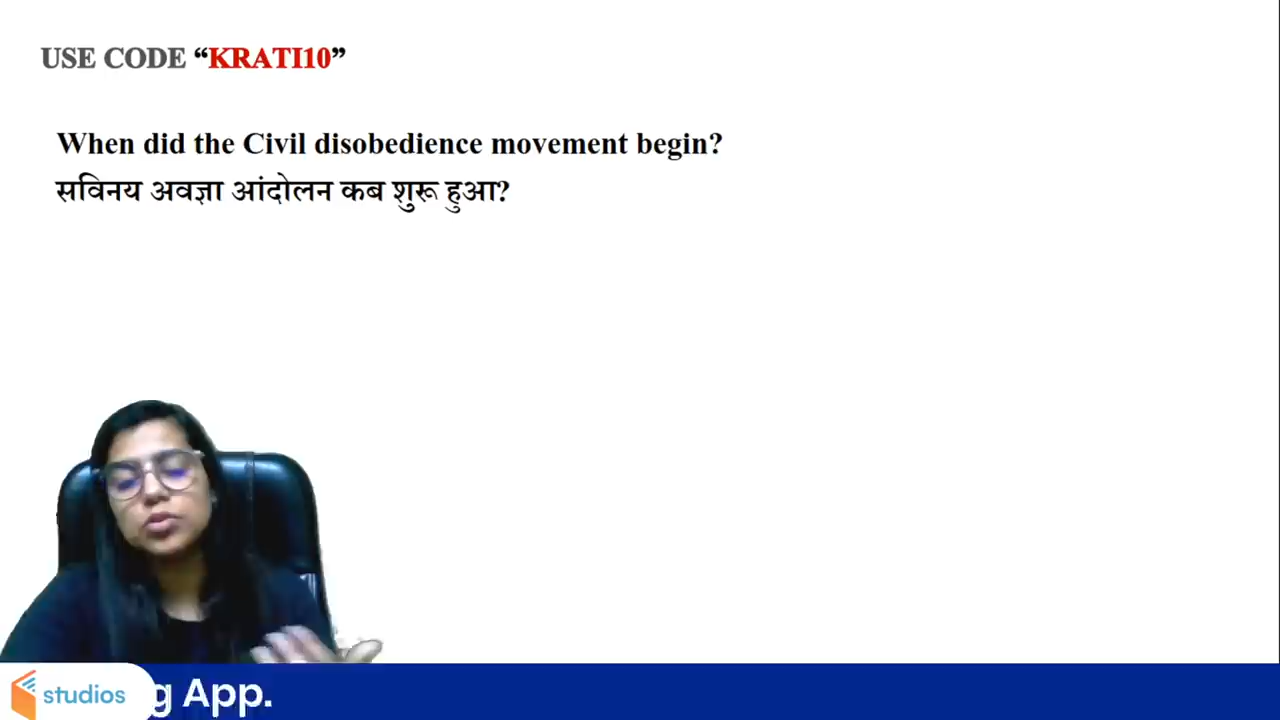 USE CODE “KRATI10”
When did the Civil disobedience movement begin?
सविनय अवज्ञा आंदोलन कब शुरू हुआ?
studios
g App.